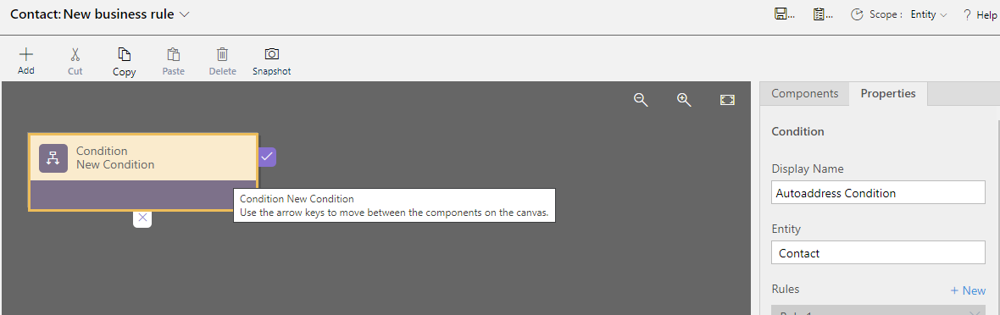 Contact: New business rule
... ... Scope : Entity ? Help
Add Cut Copy Paste Delete Snapshot
Components Properties
Condition
Condition
New Condition
Condition New Condition
Use the arrow keys to move between the components on the canvas.
Display Name
Autoaddress Condition
Entity
Contact
Rules + New